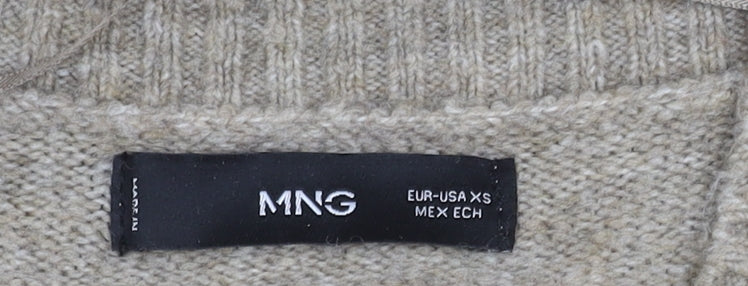 MNG
EUR-USA XS
MEX ECH